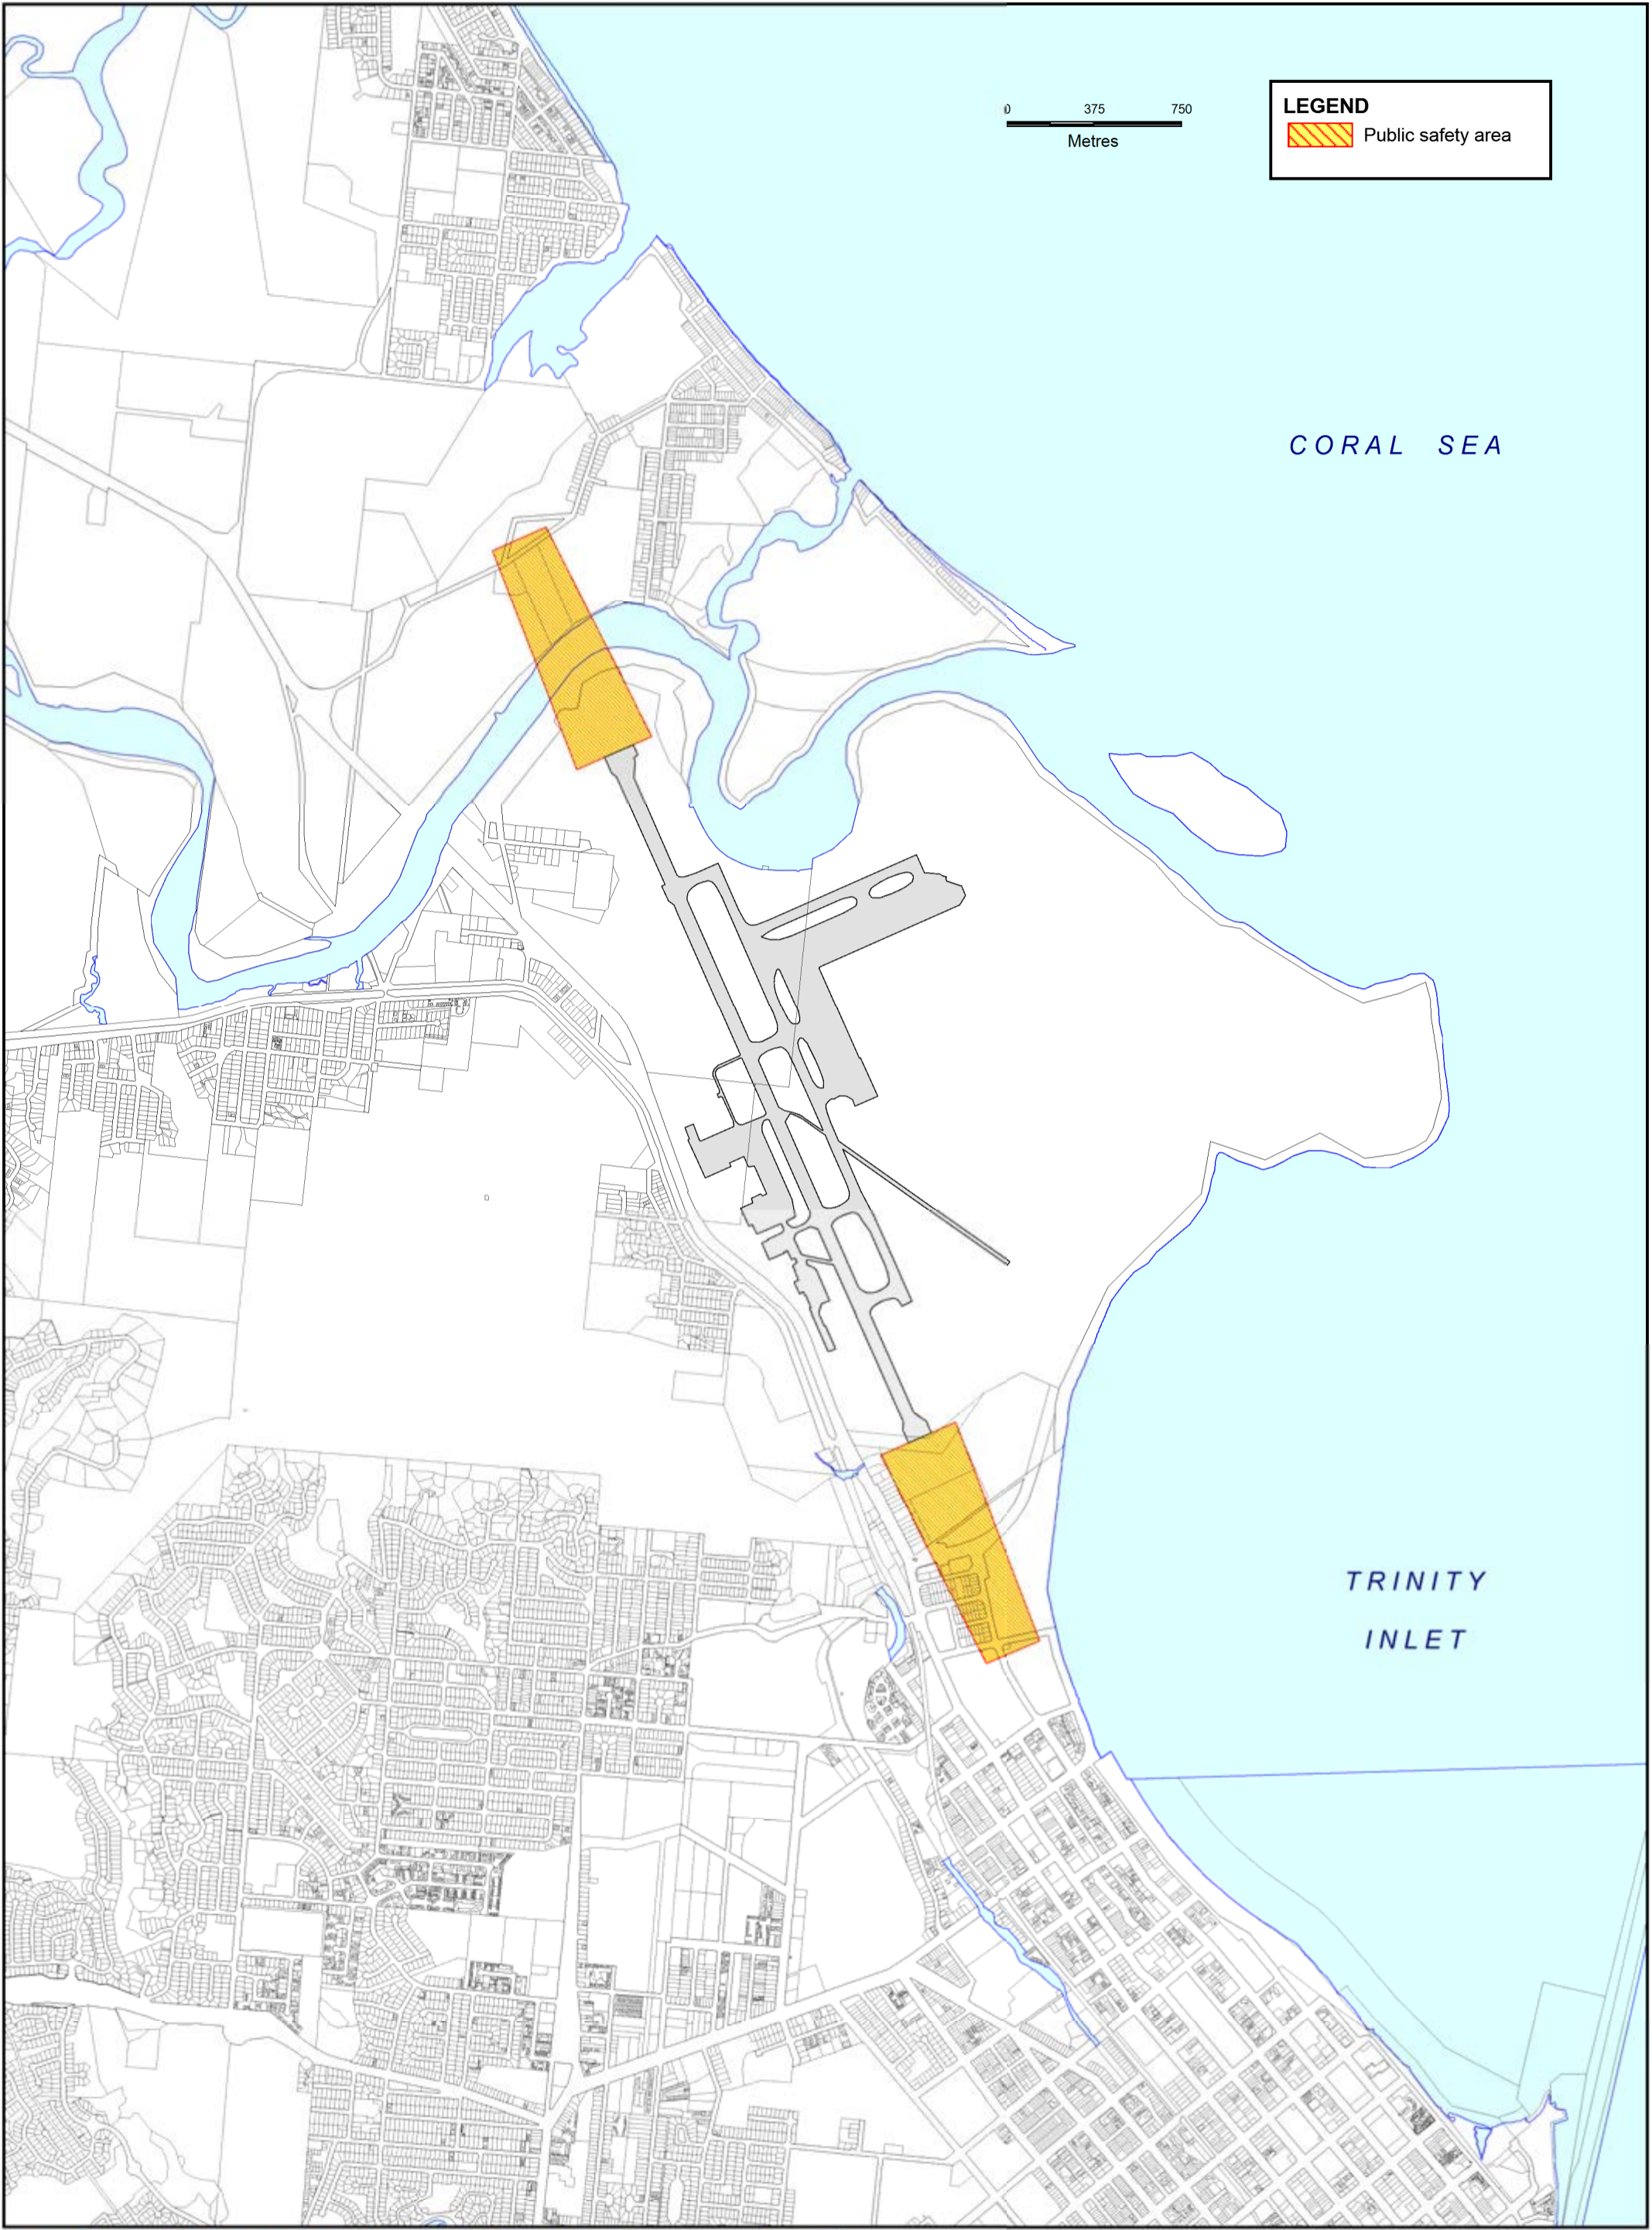 0 375 750
Metres
LEGEND
Public safety area
CORAL SEA
TRINITY
INLET